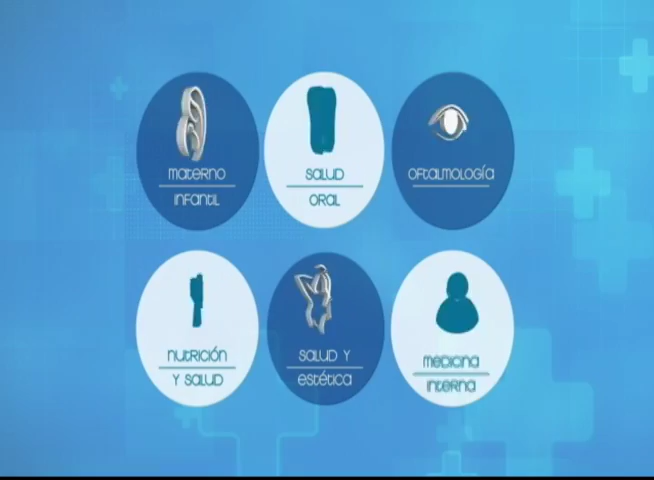 materno
infantil
salud
oral
oftalmología
nutrición
y salud
salud y
estética
medicina
interna